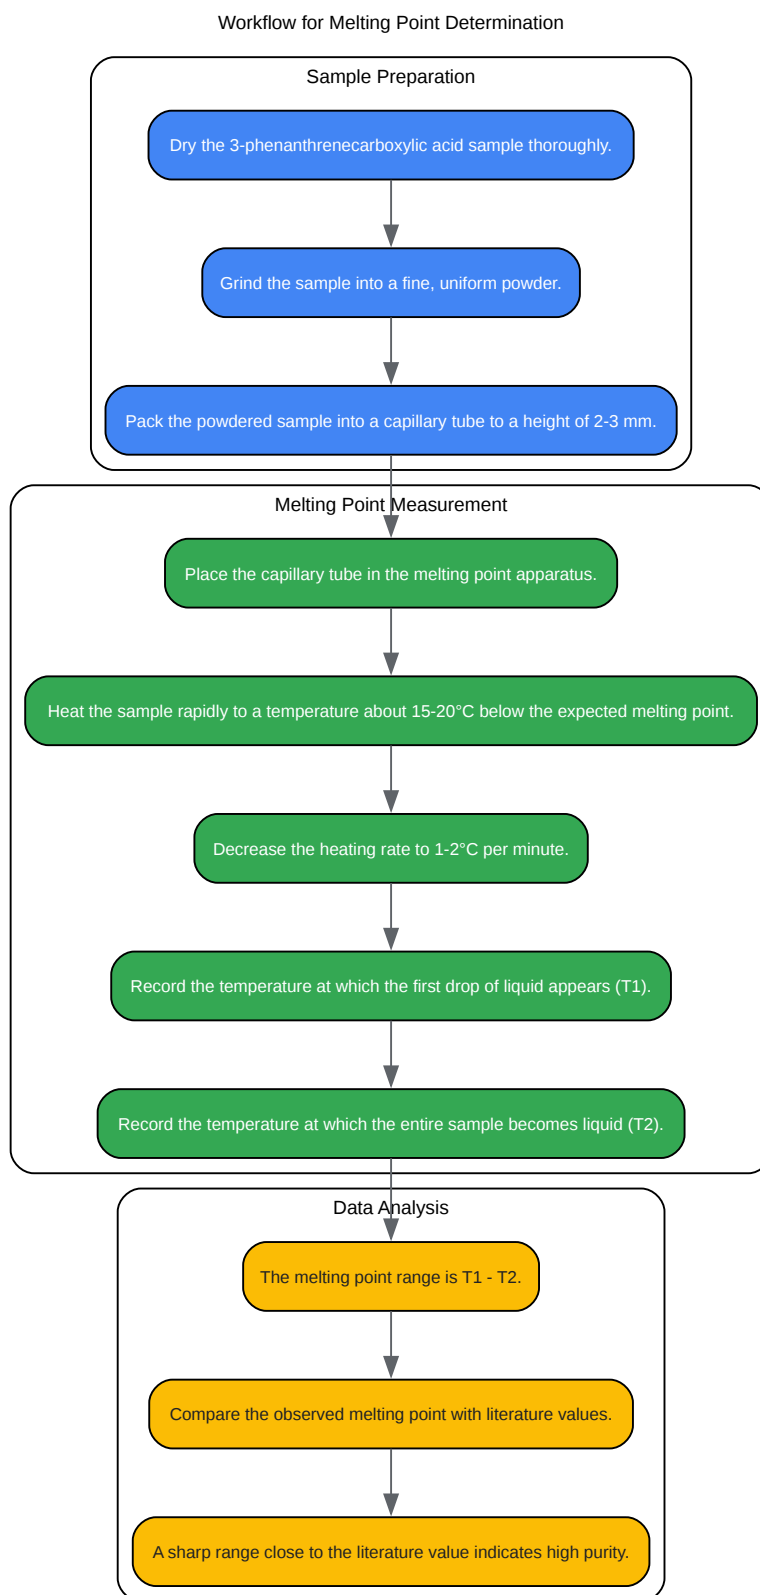 Workflow for Melting Point Determination
Sample Preparation
Dry the 3-phenanthrenecarboxylic acid sample thoroughly.
Grind the sample into a fine, uniform powder.
Pack the powdered sample into a capillary tube to a height of 2-3 mm.
Melting Point Measurement
Place the capillary tube in the melting point apparatus.
Heat the sample rapidly to a temperature about 15-20°C below the expected melting point.
Decrease the heating rate to 1-2°C per minute.
Record the temperature at which the first drop of liquid appears (T1).
Record the temperature at which the entire sample becomes liquid (T2).
Data Analysis
The melting point range is T1 - T2.
Compare the observed melting point with literature values.
A sharp range close to the literature value indicates high purity.